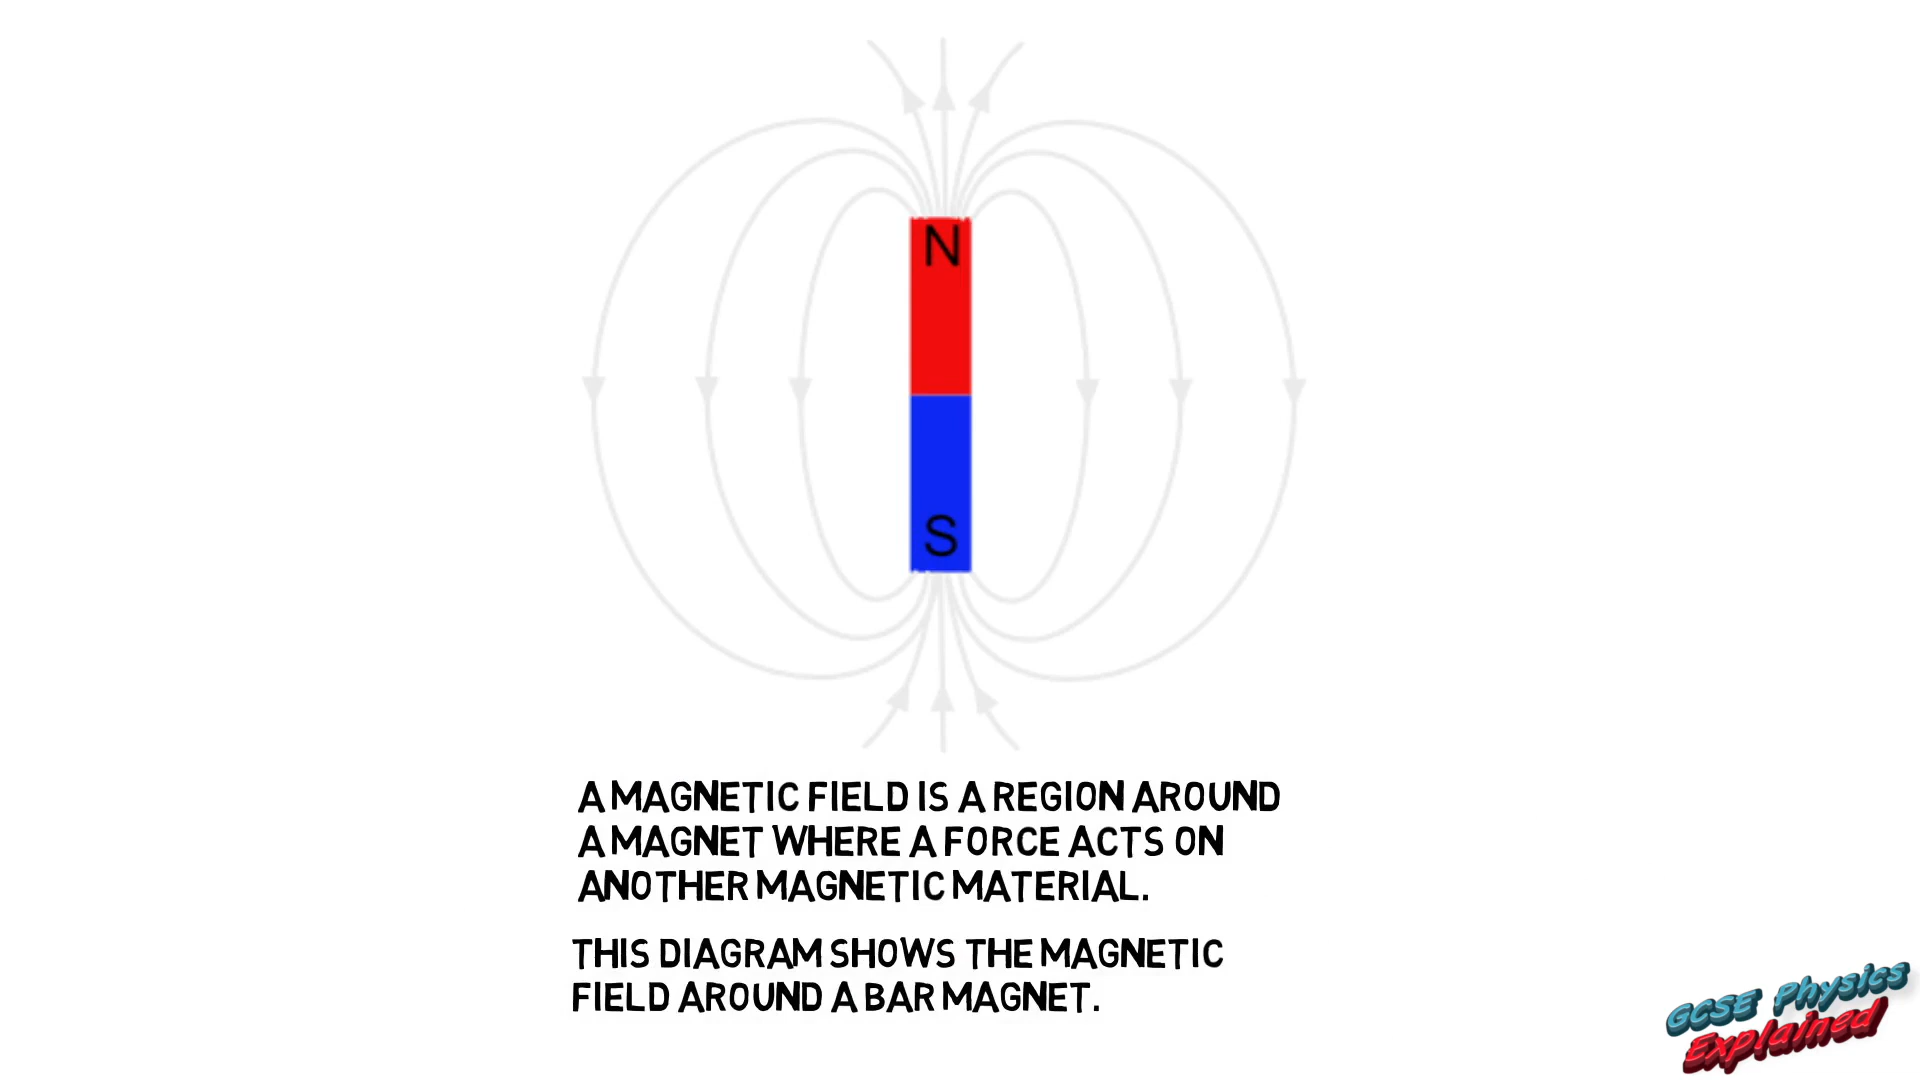 N
S
A MAGNETIC FIELD IS A REGION AROUND
A MAGNET WHERE A FORCE ACTS ON
ANOTHER MAGNETIC MATERIAL.
THIS DIAGRAM SHOWS THE MAGNETIC
FIELD AROUND A BAR MAGNET.
GCSE Physics
Explained